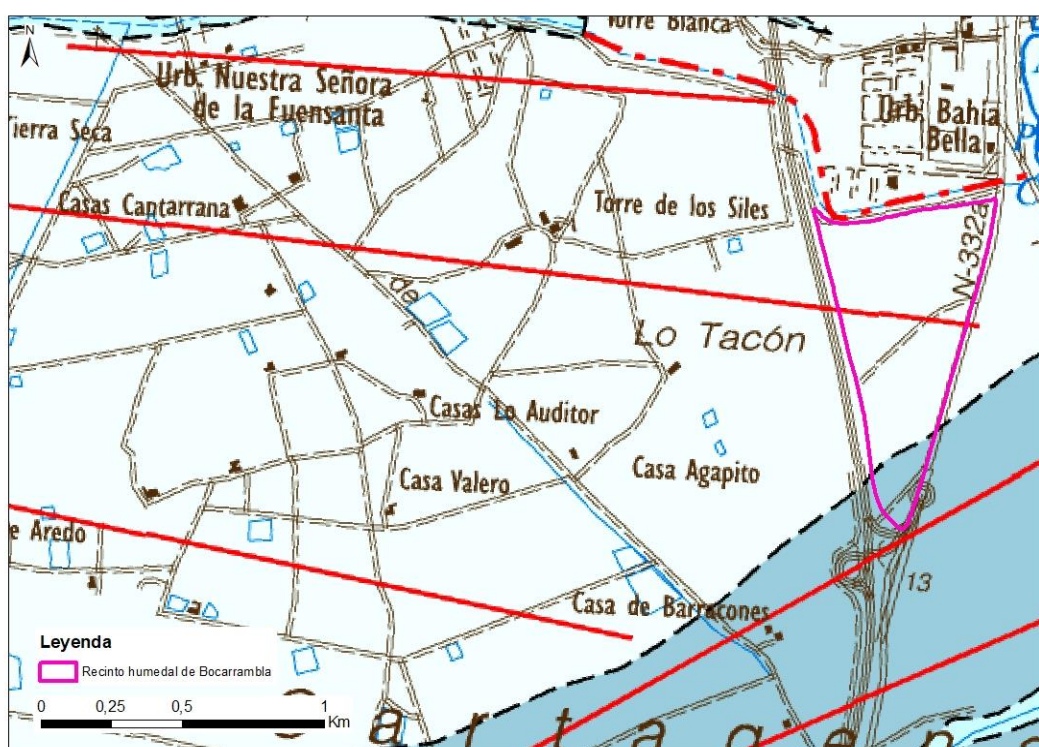 N
Torre Blanca
Urb. Nuestra Señora
de la Fuensanta
Urb. Bahía
Bella
ierra Seca
Casas Cantarrana
Torre de los Siles
N-332a
de
Lo Tacón
Casas Lo Auditor
Casa Valero
Casa Agapito
e Aredo
Casa de Barracones
13
Leyenda
Recinto humedal de Bocarrambla
0 0,25 0,5 1
Km
a r t a g e n a